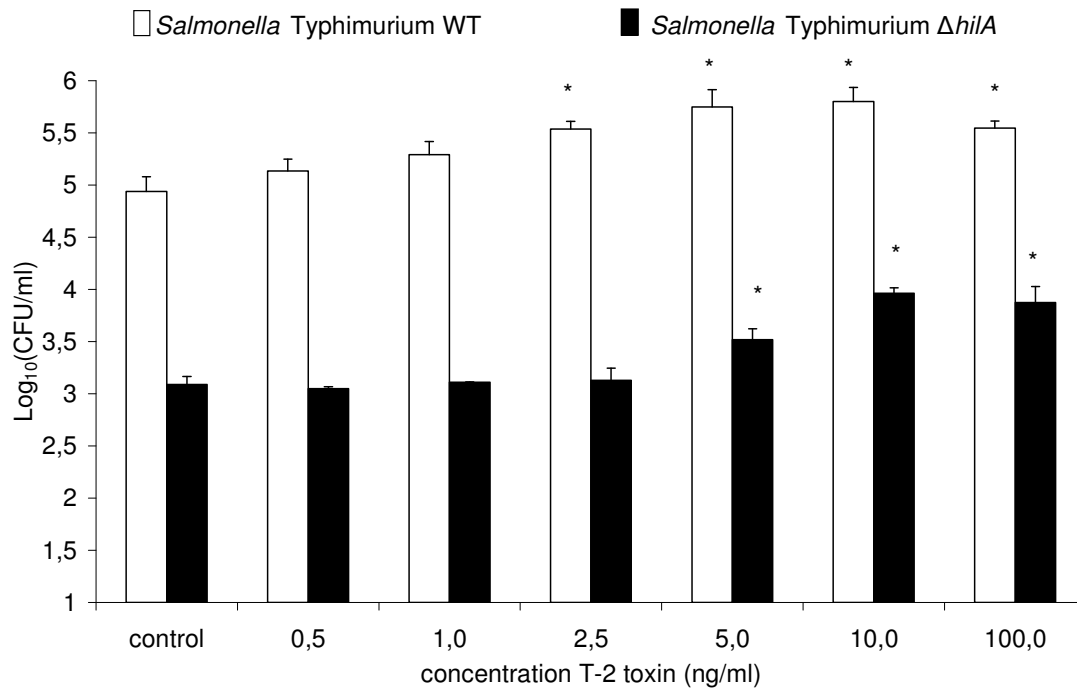 Salmonella Typhimurium WT
Salmonella Typhimurium ΔhilA
Log₁₀(CFU/ml)
6
5,5
5
4,5
4
3,5
3
2,5
2
1,5
1
* * * *
* * *
control 0,5 1,0 2,5 5,0 10,0 100,0
concentration T-2 toxin (ng/ml)